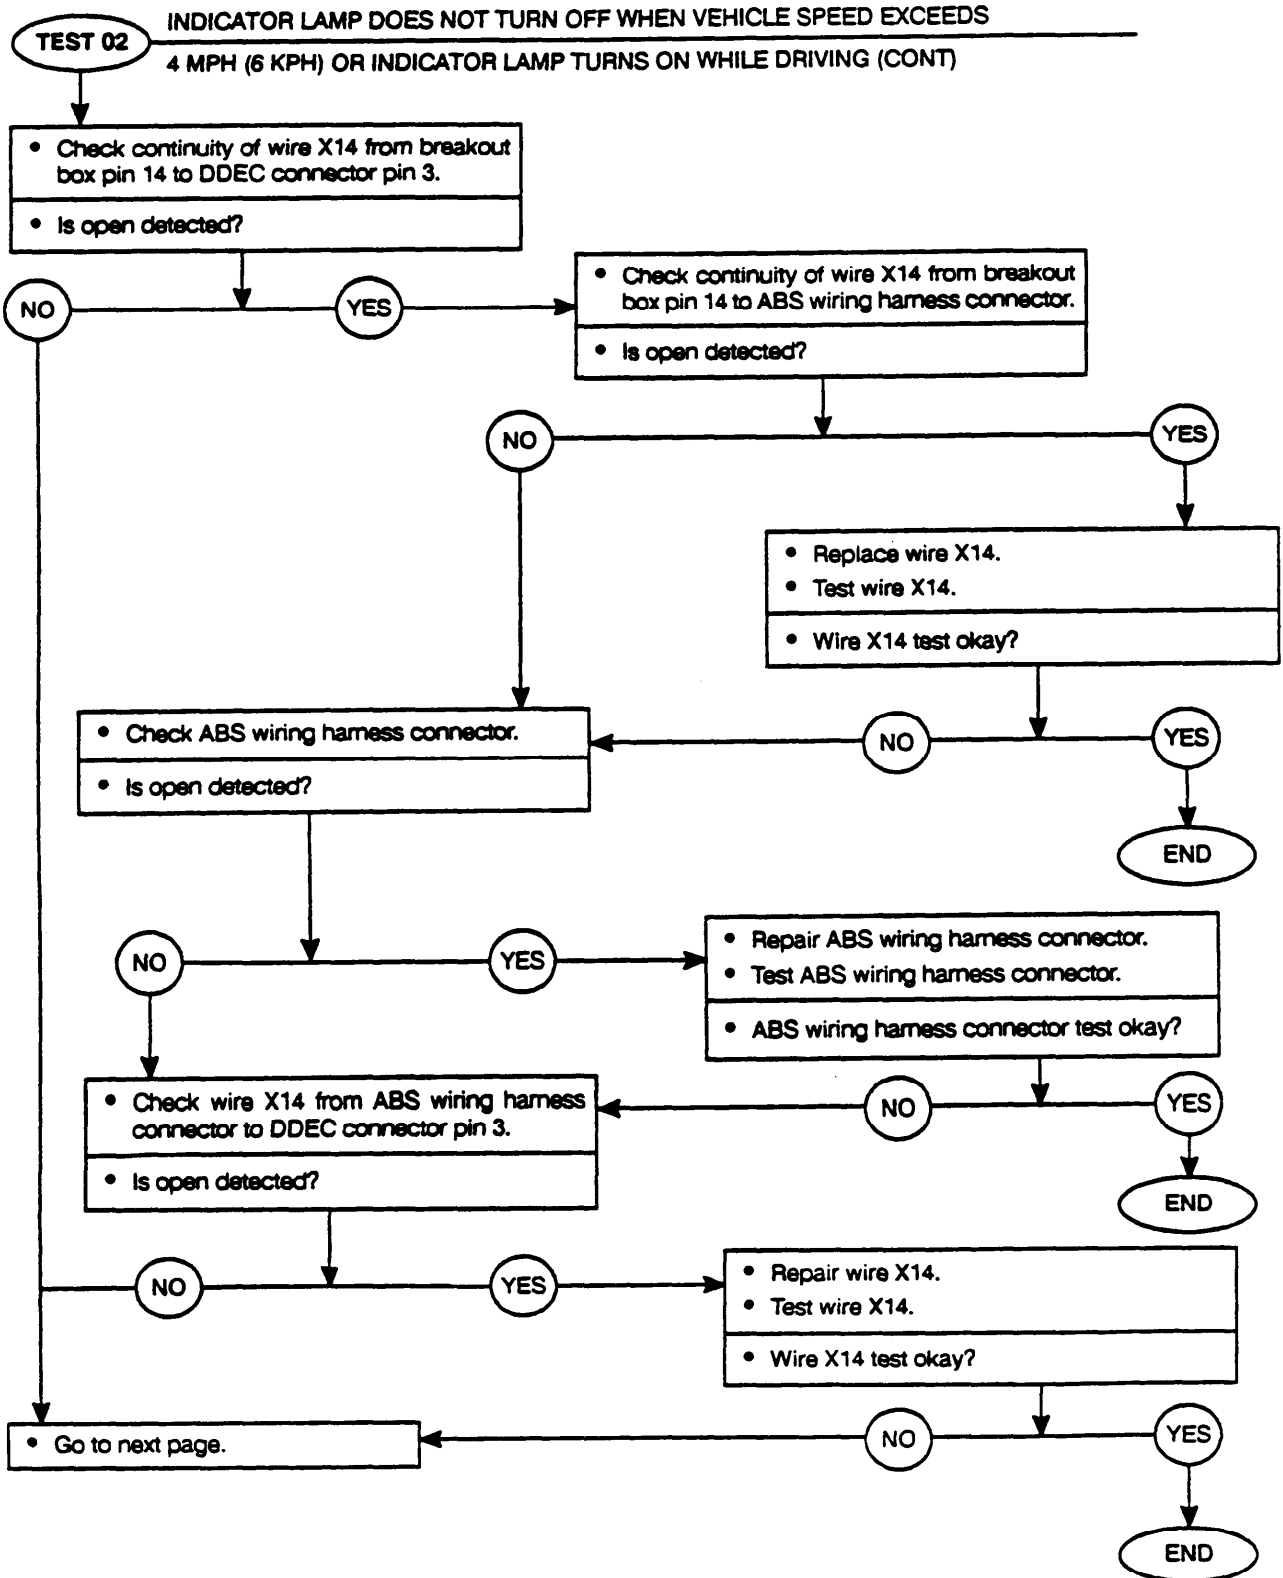 TEST 02
INDICATOR LAMP DOES NOT TURN OFF WHEN VEHICLE SPEED EXCEEDS
4 MPH (6 KPH) OR INDICATOR LAMP TURNS ON WHILE DRIVING (CONT)
• Check continuity of wire X14 from breakout
box pin 14 to DDEC connector pin 3.
• Is open detected?
NO
YES
• Check continuity of wire X14 from breakout
box pin 14 to ABS wiring harness connector.
• Is open detected?
NO
YES
• Replace wire X14.
• Test wire X14.
• Wire X14 test okay?
• Check ABS wiring harness connector.
• Is open detected?
NO
YES
END
NO
YES
• Repair ABS wiring harness connector.
• Test ABS wiring harness connector.
• ABS wiring harness connector test okay?
• Check wire X14 from ABS wiring harness
connector to DDEC connector pin 3.
• Is open detected?
NO
YES
END
NO
YES
• Repair wire X14.
• Test wire X14.
• Wire X14 test okay?
• Go to next page.
NO
YES
END